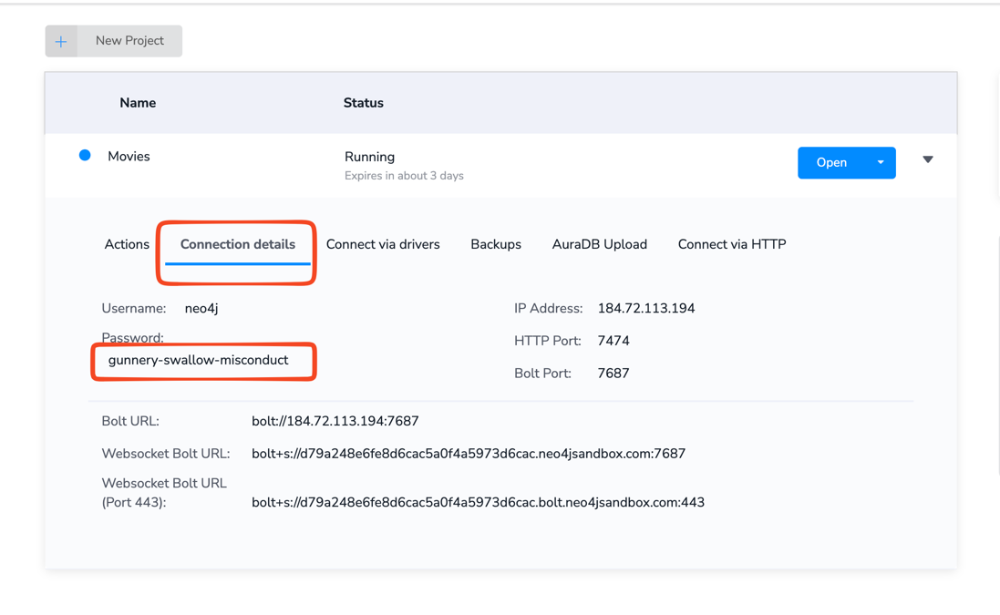 + New Project
Name Status
Movies Running Open
Expires in about 3 days
Actions Connection details Connect via drivers Backups AuraDB Upload Connect via HTTP
Username: neo4j IP Address: 184.72.113.194
Password: HTTP Port: 7474
gunnery-swallow-misconduct
Bolt Port: 7687
Bolt URL: bolt://184.72.113.194:7687
Websocket Bolt URL: bolt+s://d79a248e6fe8d6cac5a0f4a5973d6cac.neo4jsandbox.com:7687
Websocket Bolt URL
(Port 443): bolt+s://d79a248e6fe8d6cac5a0f4a5973d6cac.bolt.neo4jsandbox.com:443